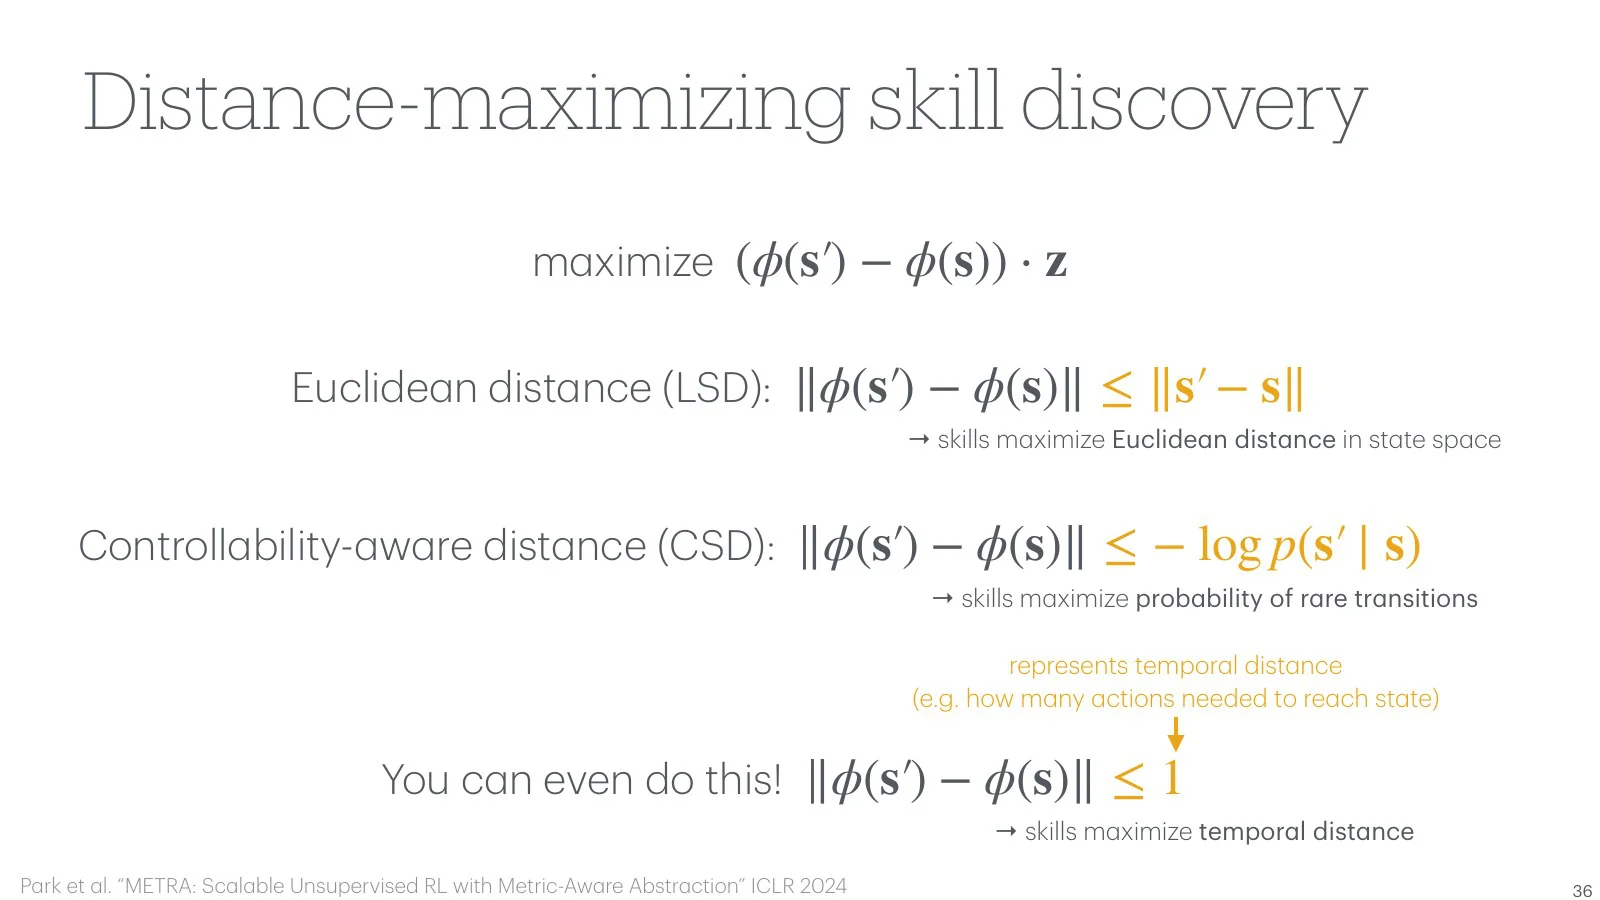 Distance-maximizing skill discovery
maximize (ϕ(s′) − ϕ(s)) · z
Euclidean distance (LSD): ‖ϕ(s′) − ϕ(s)‖ ≤ ‖s′ − s‖
→ skills maximize Euclidean distance in state space
Controllability-aware distance (CSD): ‖ϕ(s′) − ϕ(s)‖ ≤ − log p(s′ | s)
→ skills maximize probability of rare transitions
represents temporal distance
(e.g. how many actions needed to reach state)
You can even do this! ‖ϕ(s′) − ϕ(s)‖ ≤ 1
→ skills maximize temporal distance
Park et al. “METRA: Scalable Unsupervised RL with Metric-Aware Abstraction” ICLR 2024
36